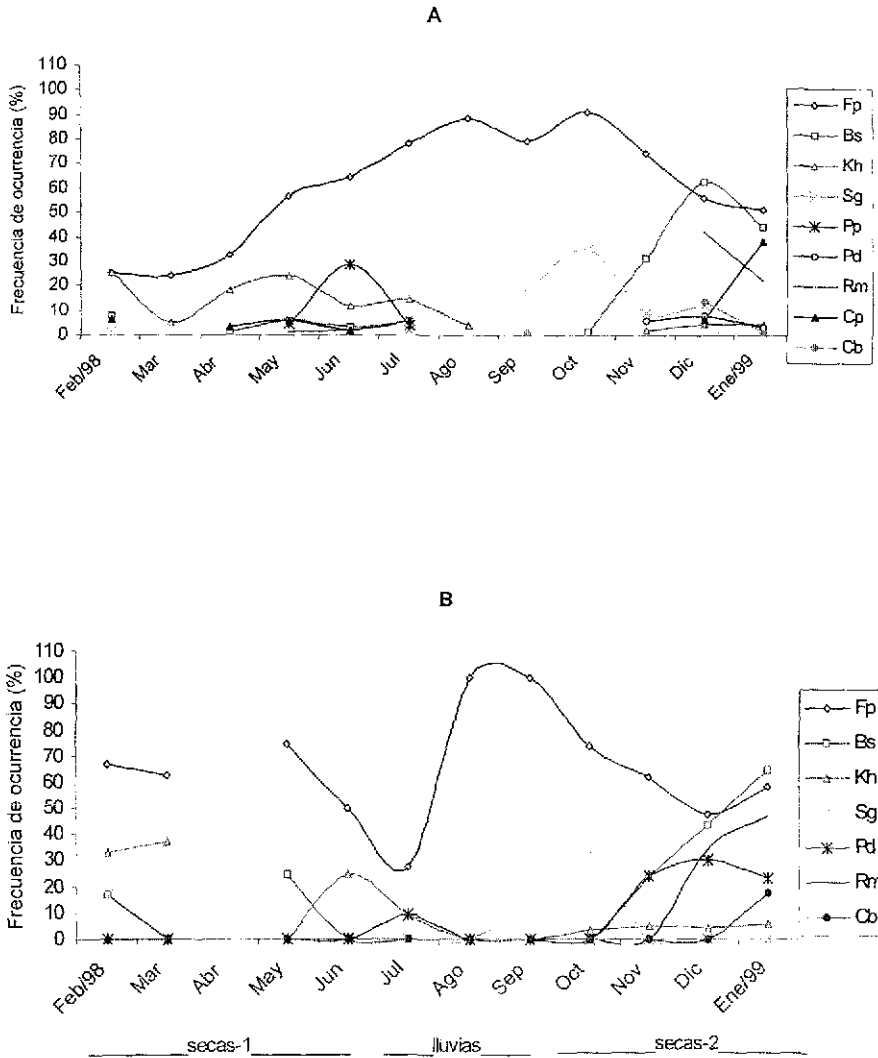 A
Frecuencia de ocurrencia (%)
110
100
90
80
70
60
50
40
30
20
10
0
Feb/98 Mar Abr May Jun Jul Ago Sep Oct Nov Dic Ene/99
Fp
Bs
Kh
Sg
Pp
Pd
Rm
Cp
Cb
B
Frecuencia de ocurrencia (%)
110
100
90
80
70
60
50
40
30
20
10
0
Feb/98 Mar Abr May Jun Jul Ago Sep Oct Nov Dic Ene/99
Fp
Bs
Kh
Sg
Pd
Rm
Cb
secas-1 lluvias secas-2